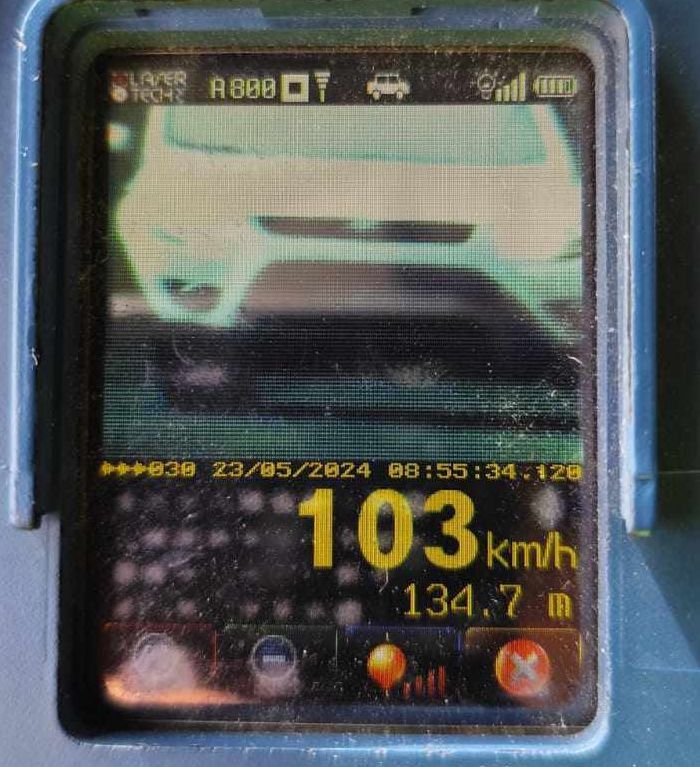 LASER TECH A800
▸▸▸030 23/05/2024 08:55:34.120
103 km/h
134.7 m